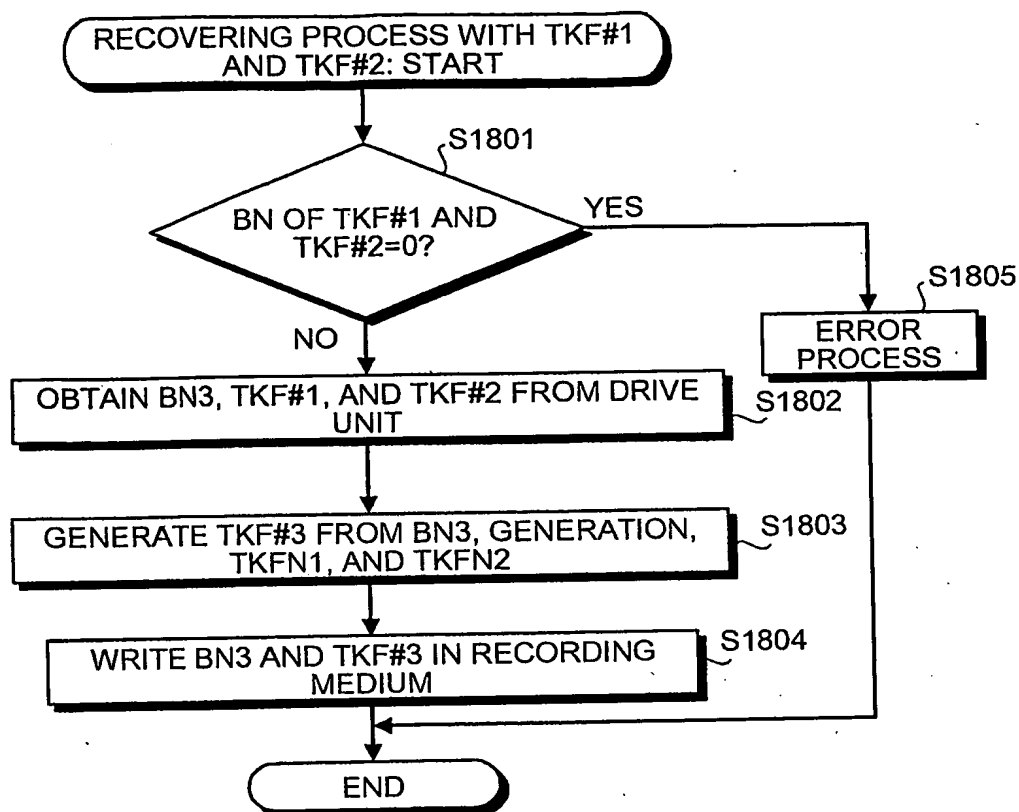 RECOVERING PROCESS WITH TKF#1
AND TKF#2: START
S1801
BN OF TKF#1 AND
TKF#2=0?
YES
NO
S1805
ERROR
PROCESS
OBTAIN BN3, TKF#1, AND TKF#2 FROM DRIVE
UNIT
S1802
GENERATE TKF#3 FROM BN3, GENERATION,
TKFN1, AND TKFN2
S1803
WRITE BN3 AND TKF#3 IN RECORDING
MEDIUM
S1804
END